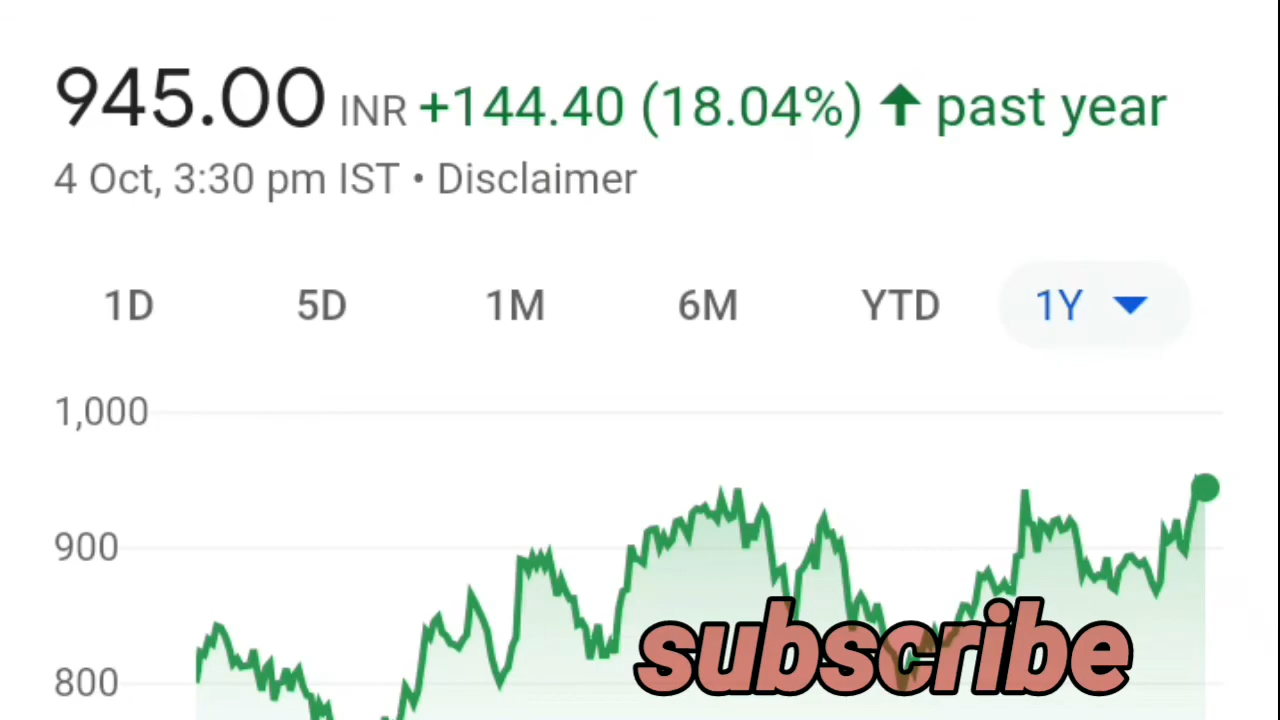 945.00 INR +144.40 (18.04%) ↑ past year
4 Oct, 3:30 pm IST • Disclaimer
1D 5D 1M 6M YTD 1Y
1,000
900
800
subscribe